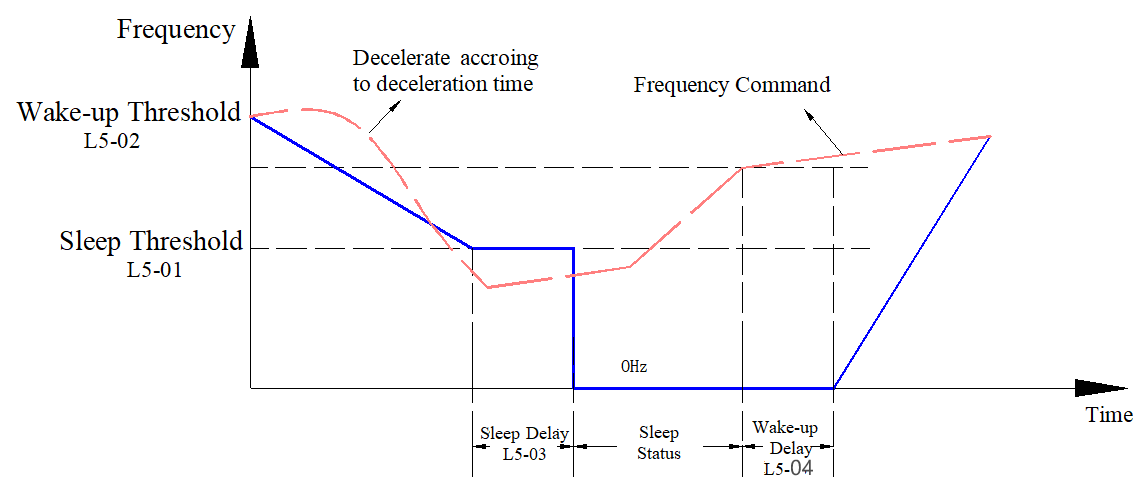 Frequency
Decelerate accroing
to deceleration time
Frequency Command
Wake-up Threshold
L5-02
Sleep Threshold
L5-01
0Hz
Time
Sleep Delay
L5-03
Sleep
Status
Wake-up
Delay
L5-04